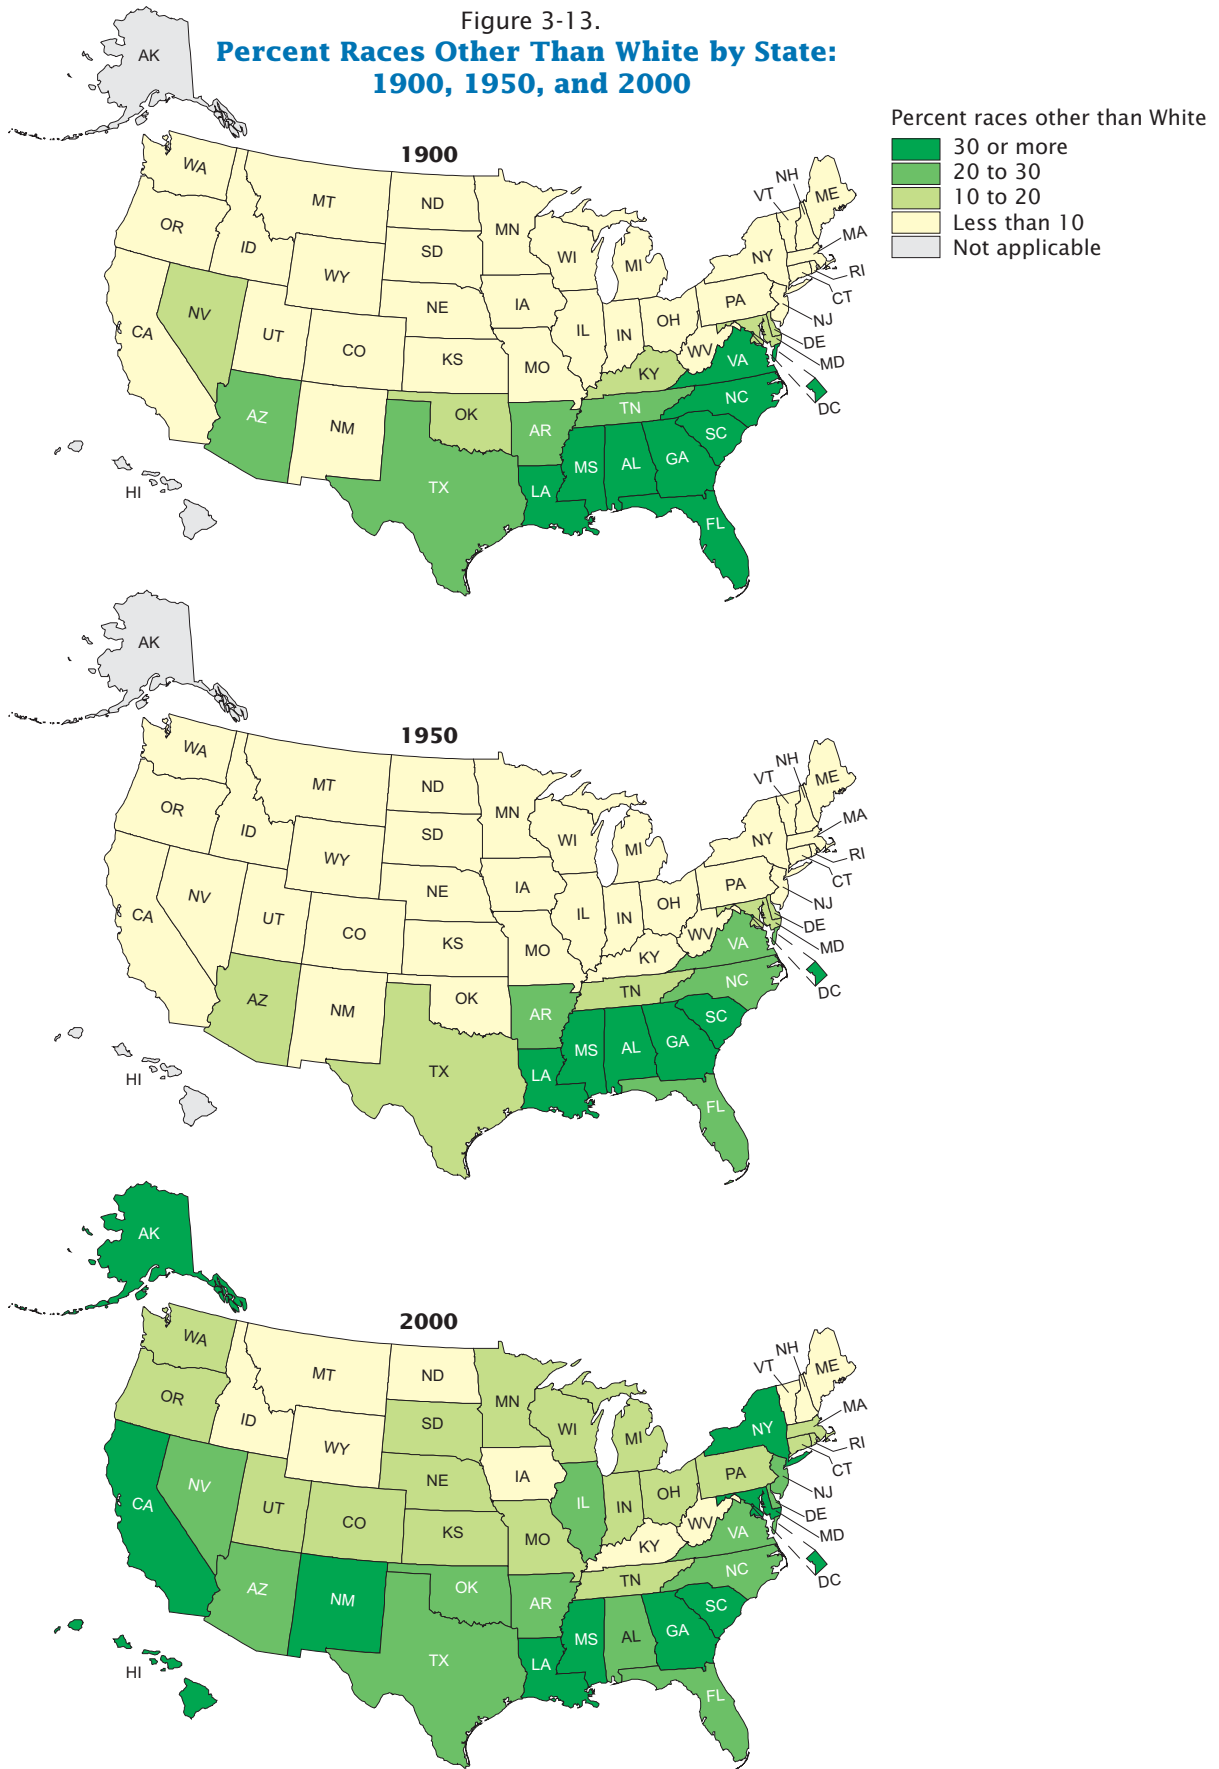 Figure 3-13.
Percent Races Other Than White by State:
1900, 1950, and 2000
Percent races other than White
30 or more
20 to 30
10 to 20
Less than 10
Not applicable
1900
AK
WA
MT
ND
MN
OR
ID
WY
SD
WI
MI
NY
VT
NH
ME
MA
RI
CT
NJ
DE
MD
DC
CA
NV
UT
CO
NE
KS
IA
MO
IL
IN
OH
PA
WV
VA
KY
NC
TN
SC
AZ
NM
OK
AR
TX
LA
MS
AL
GA
FL
HI
1950
AK
WA
MT
ND
MN
OR
ID
WY
SD
WI
MI
NY
VT
NH
ME
MA
RI
CT
NJ
DE
MD
DC
CA
NV
UT
CO
NE
KS
IA
MO
IL
IN
OH
PA
WV
VA
KY
NC
TN
SC
AZ
NM
OK
AR
TX
LA
MS
AL
GA
FL
HI
2000
AK
WA
MT
ND
MN
OR
ID
WY
SD
WI
MI
NY
VT
NH
ME
MA
RI
CT
NJ
DE
MD
DC
CA
NV
UT
CO
NE
KS
IA
MO
IL
IN
OH
PA
WV
VA
KY
NC
TN
SC
AZ
NM
OK
AR
TX
LA
MS
AL
GA
FL
HI